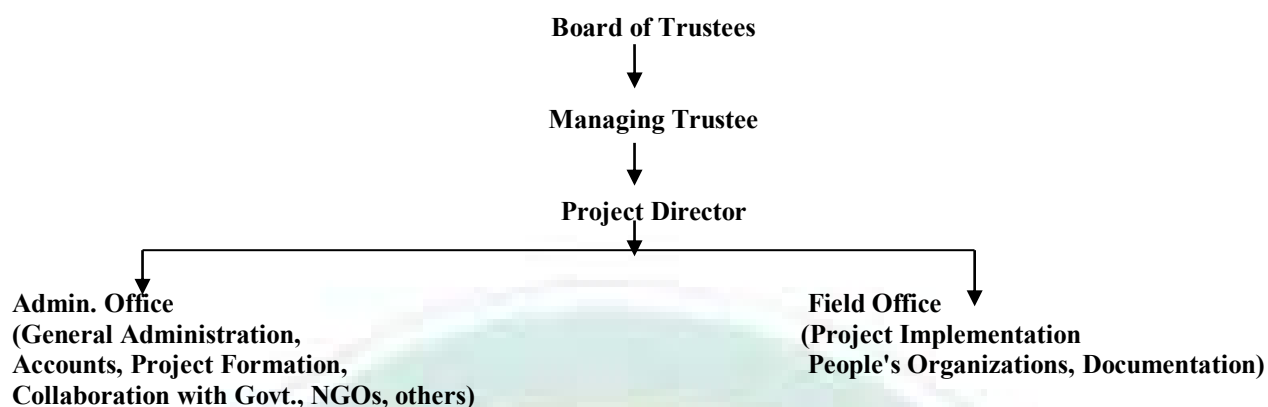 Board of Trustees
Managing Trustee
Project Director
Admin. Office
(General Administration,
Accounts, Project Formation,
Collaboration with Govt., NGOs, others)
Field Office
(Project Implementation
People's Organizations, Documentation)